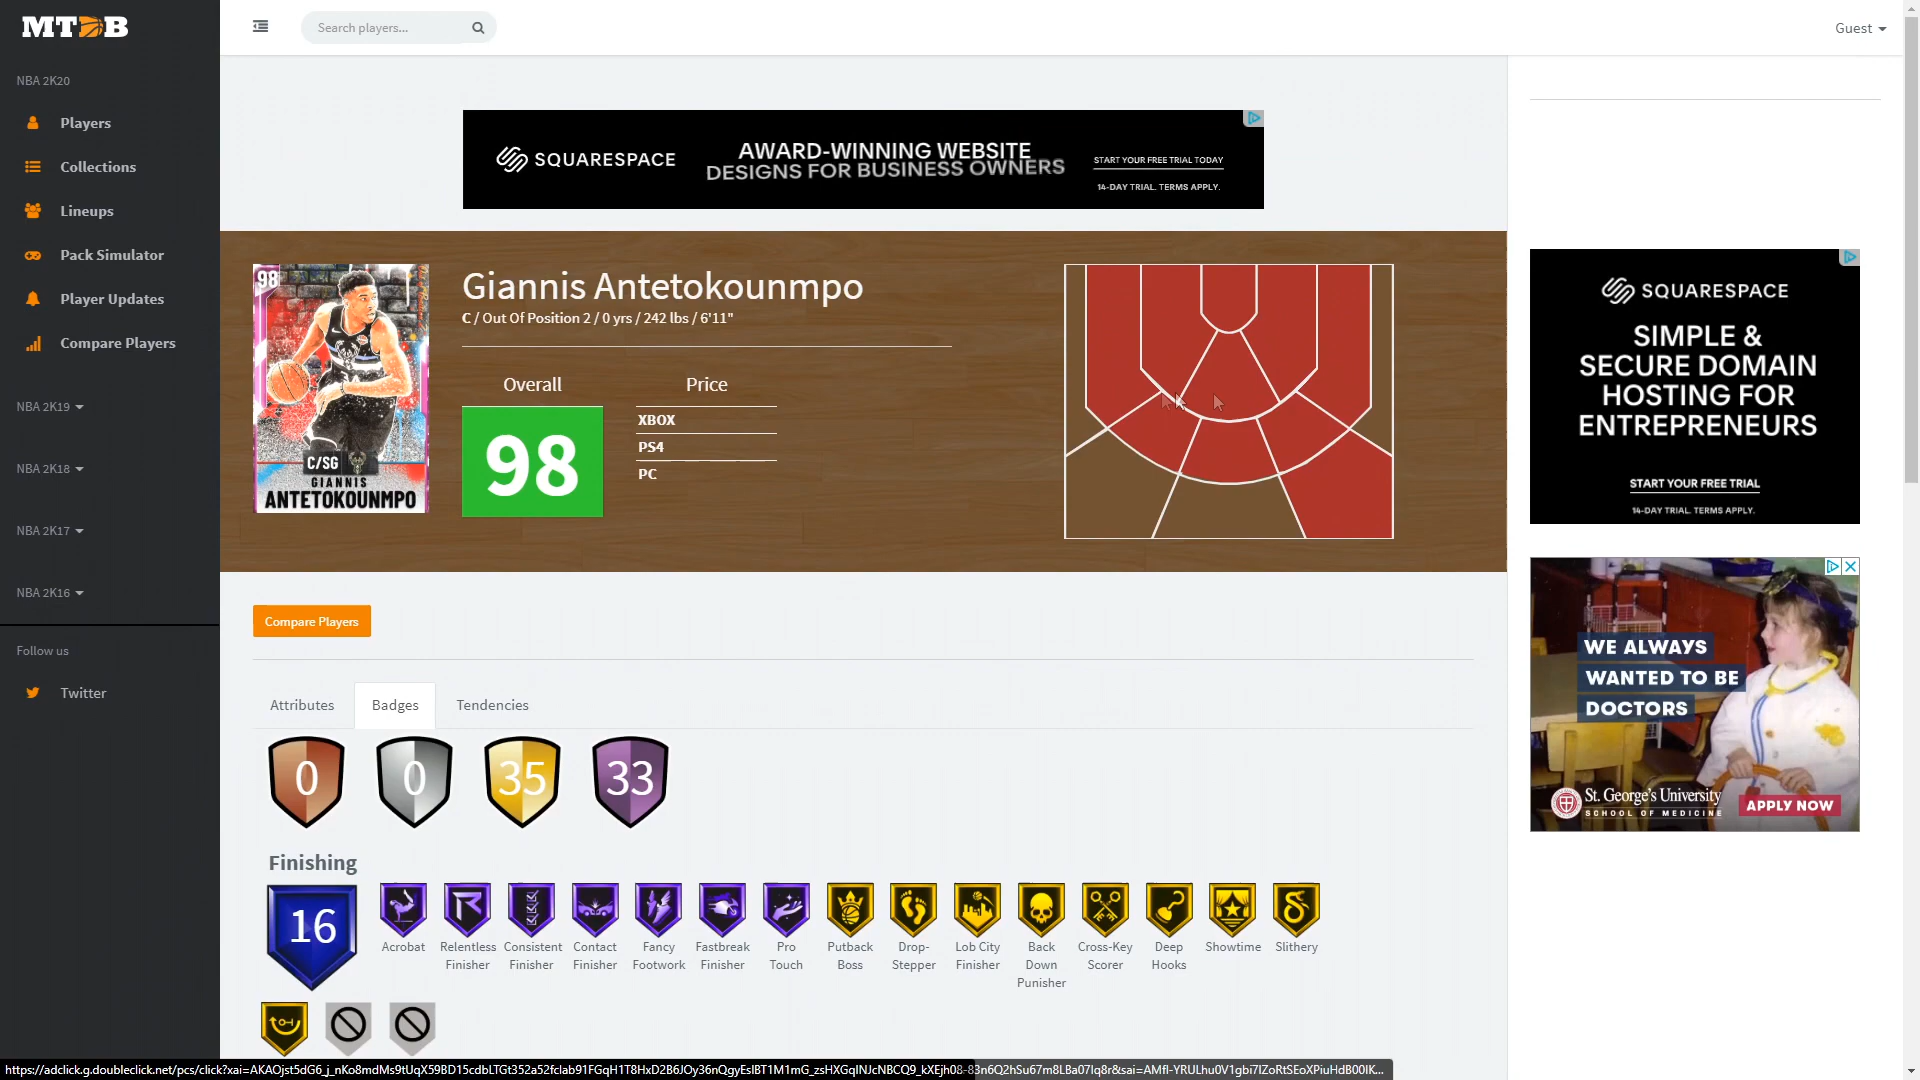 MTDB
Search players...
Guest
NBA 2K20
Players
Collections
Lineups
Pack Simulator
Player Updates
Compare Players
NBA 2K19
NBA 2K18
NBA 2K17
NBA 2K16
Follow us
Twitter
SQUARESPACE
AWARD-WINNING WEBSITE
DESIGNS FOR BUSINESS OWNERS
START YOUR FREE TRIAL TODAY
14-DAY TRIAL. TERMS APPLY.
98
C/SG
GIANNIS
ANTETOKOUNMPO
Giannis Antetokounmpo
C / Out Of Position 2 / 0 yrs / 242 lbs / 6'11"
Overall
98
Price
XBOX
PS4
PC
Compare Players
Attributes
Badges
Tendencies
0
0
35
33
Finishing
16
Acrobat
Relentless
Finisher
Consistent
Finisher
Contact
Finisher
Fancy
Footwork
Fastbreak
Finisher
Pro
Touch
Putback
Boss
Drop-
Stepper
Lob City
Finisher
Back
Down
Punisher
Cross-Key
Scorer
Deep
Hooks
Showtime
Slithery
SQUARESPACE
SIMPLE &
SECURE DOMAIN
HOSTING FOR
ENTREPRENEURS
START YOUR FREE TRIAL
14-DAY TRIAL. TERMS APPLY.
WE ALWAYS
WANTED TO BE
DOCTORS
St. George's University
SCHOOL OF MEDICINE
APPLY NOW